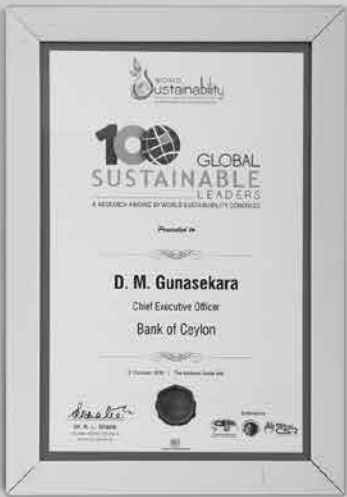 WORLD
Sustainability
100
GLOBAL
SUSTAINABLE
LEADERS
A RESEARCH AWARD BY WORLD SUSTAINABILITY CONGRESS
Presented to
D. M. Gunasekara
Chief Executive Officer
Bank of Ceylon